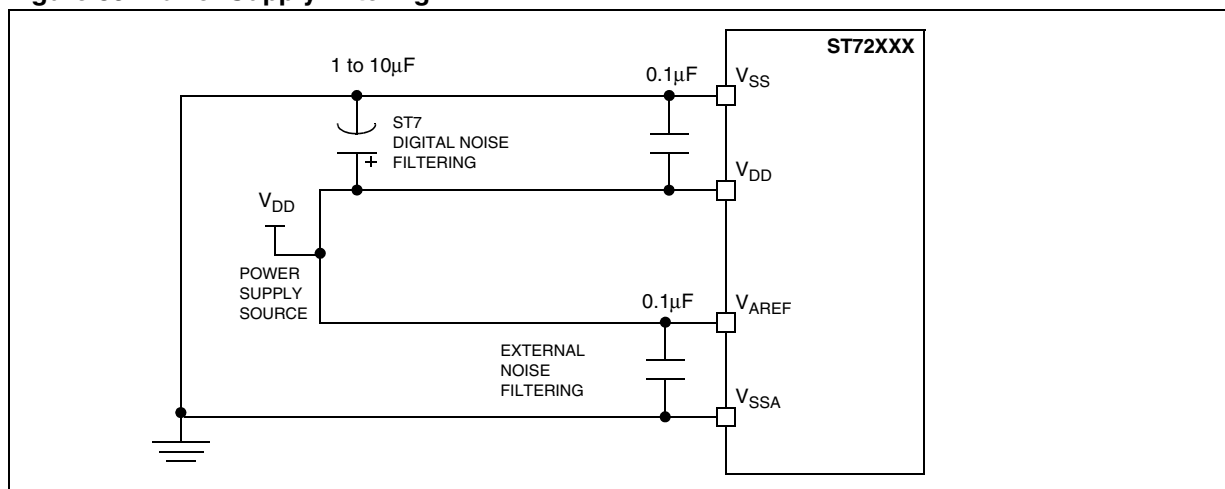 ST72XXX
1 to 10μF
0.1μF
VSS
ST7
DIGITAL NOISE
FILTERING
+
VDD
VDD
POWER
SUPPLY
SOURCE
0.1μF
VAREF
EXTERNAL
NOISE
FILTERING
VSSA